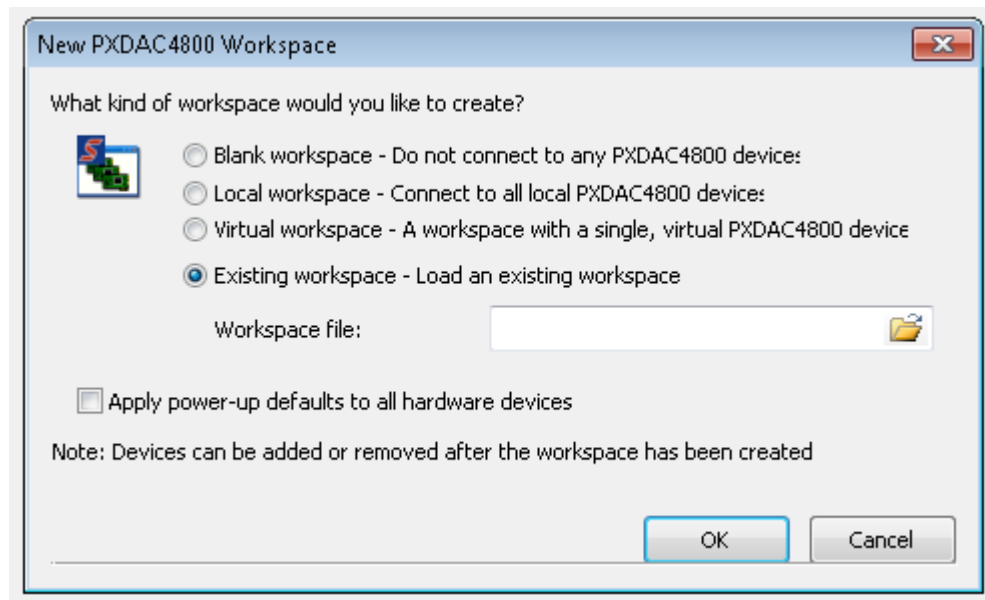 New PXDAC4800 Workspace
What kind of workspace would you like to create?
Blank workspace - Do not connect to any PXDAC4800 devices
Local workspace - Connect to all local PXDAC4800 devices
Virtual workspace - A workspace with a single, virtual PXDAC4800 device
Existing workspace - Load an existing workspace
Workspace file:
Apply power-up defaults to all hardware devices
Note: Devices can be added or removed after the workspace has been created
OK Cancel